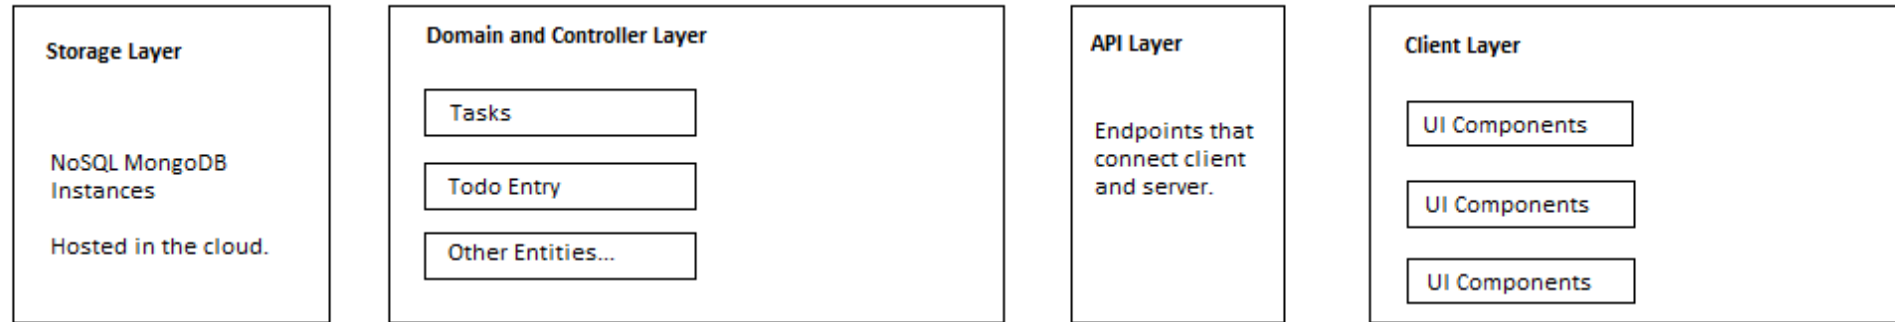 Storage Layer
NoSQL MongoDB
Instances
Hosted in the cloud.
Domain and Controller Layer
Tasks
Todo Entry
Other Entities...
API Layer
Endpoints that
connect client
and server.
Client Layer
UI Components
UI Components
UI Components